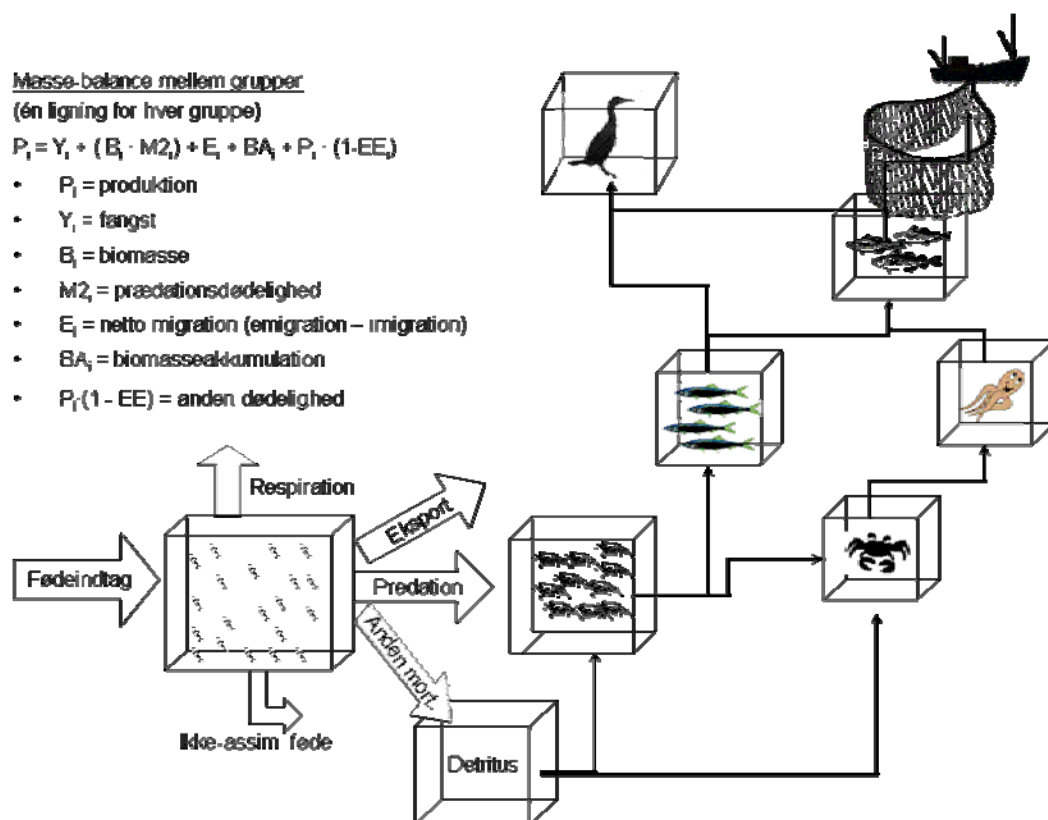 Masse-balance mellem grupper
(én ligning for hver gruppe)
Pᵢ = Yᵢ + ( Bᵢ · M2ᵢ) + Eᵢ + BAᵢ + Pᵢ · (1-EEᵢ)
• Pᵢ = produktion
• Yᵢ = fangst
• Bᵢ = biomasse
• M2ᵢ = prædationsdødelighed
• Eᵢ = netto migration (emigration – imigration)
• BAᵢ = biomasseakkumulation
• Pᵢ·(1 - EE) = anden dødelighed
Respiration
Eksport
Fødeindtag
Predation
Anden mort.
Ikke-assim føde
Detritus